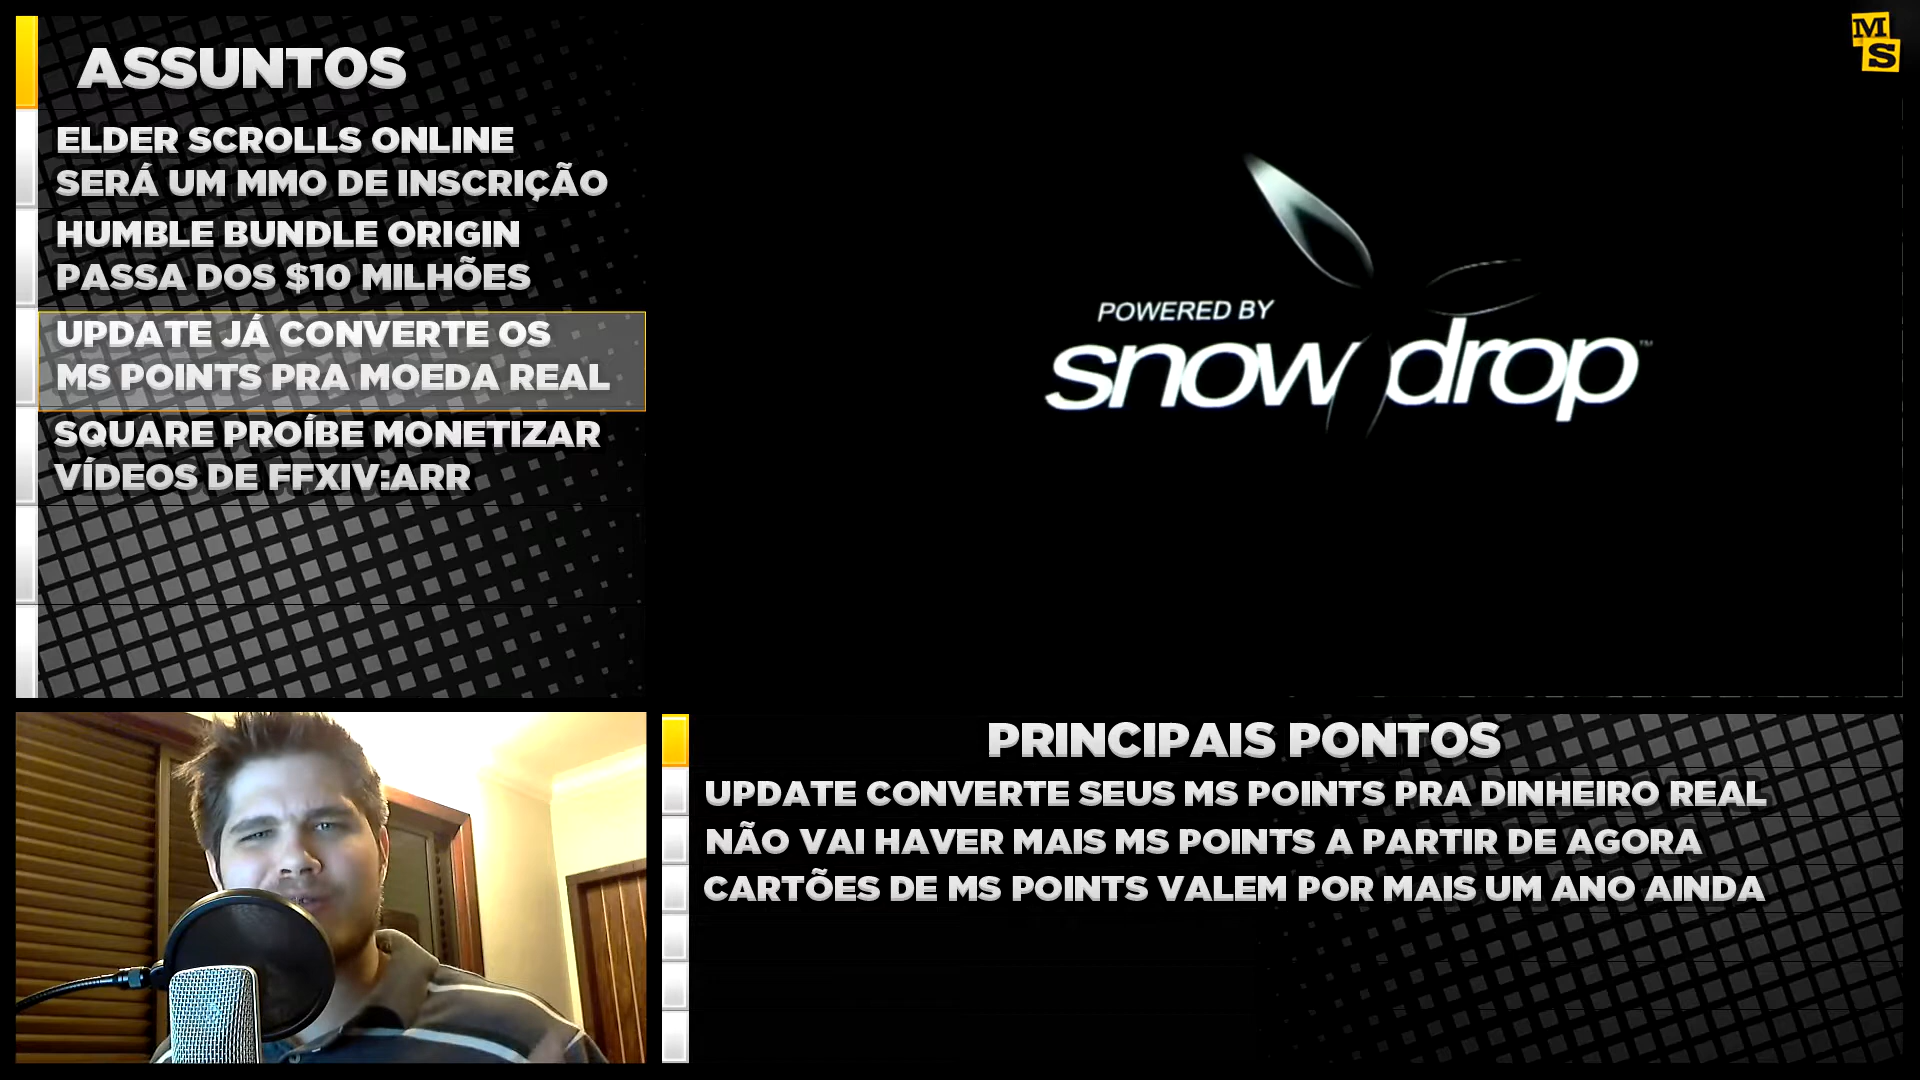 ASSUNTOS
ELDER SCROLLS ONLINE
SERÁ UM MMO DE INSCRIÇÃO
HUMBLE BUNDLE ORIGIN
PASSA DOS $10 MILHÕES
UPDATE JÁ CONVERTE OS
MS POINTS PRA MOEDA REAL
SQUARE PROÍBE MONETIZAR
VÍDEOS DE FFXIV:ARR
M
S
POWERED BY
snowdrop™
PRINCIPAIS PONTOS
UPDATE CONVERTE SEUS MS POINTS PRA DINHEIRO REAL
NÃO VAI HAVER MAIS MS POINTS A PARTIR DE AGORA
CARTÕES DE MS POINTS VALEM POR MAIS UM ANO AINDA